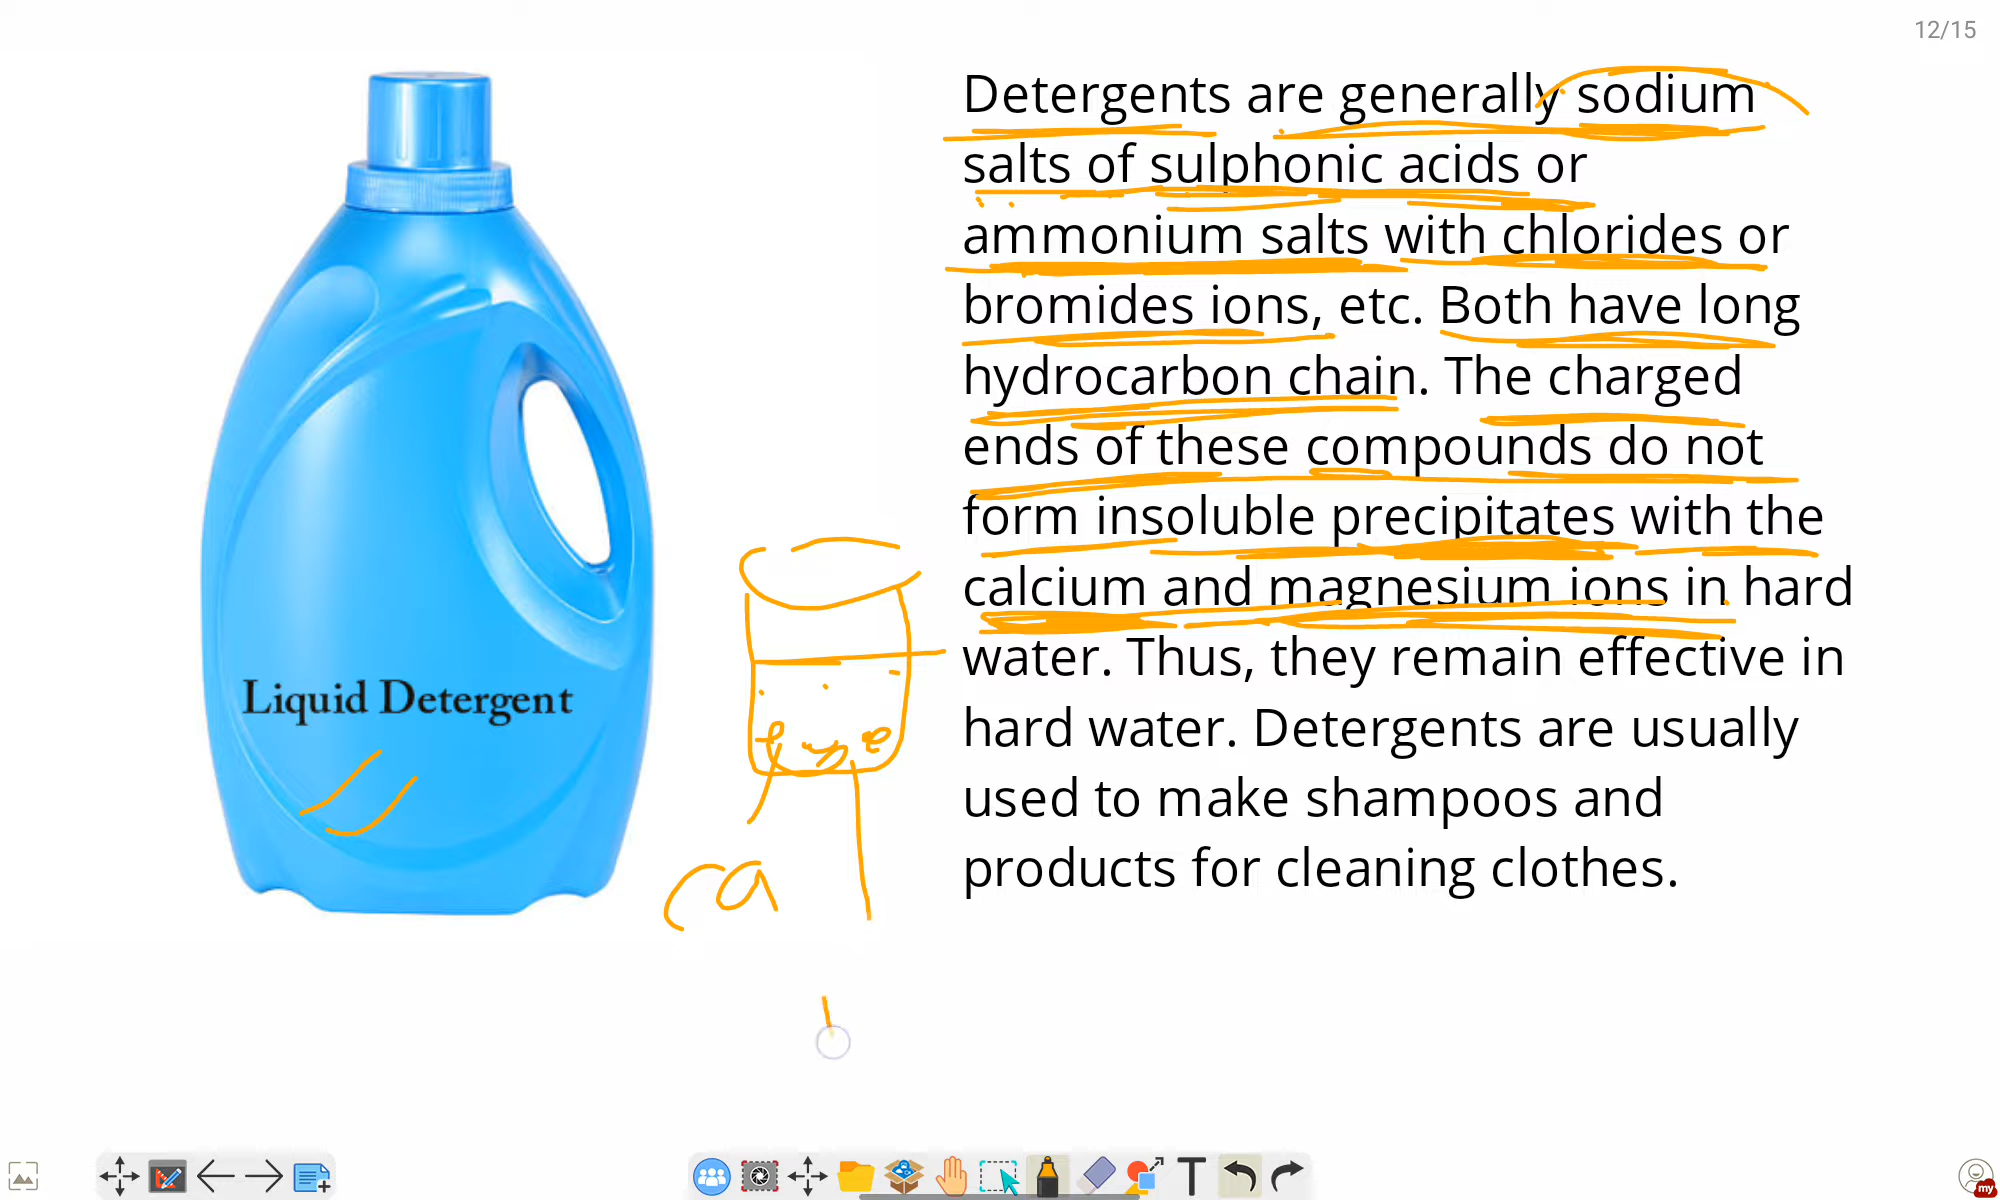 12/15
Detergents are generally sodium
salts of sulphonic acids or
ammonium salts with chlorides or
bromides ions, etc. Both have long
hydrocarbon chain. The charged
ends of these compounds do not
form insoluble precipitates with the
calcium and magnesium ions in hard
water. Thus, they remain effective in
hard water. Detergents are usually
used to make shampoos and
products for cleaning clothes.
Liquid Detergent
ca
T
my